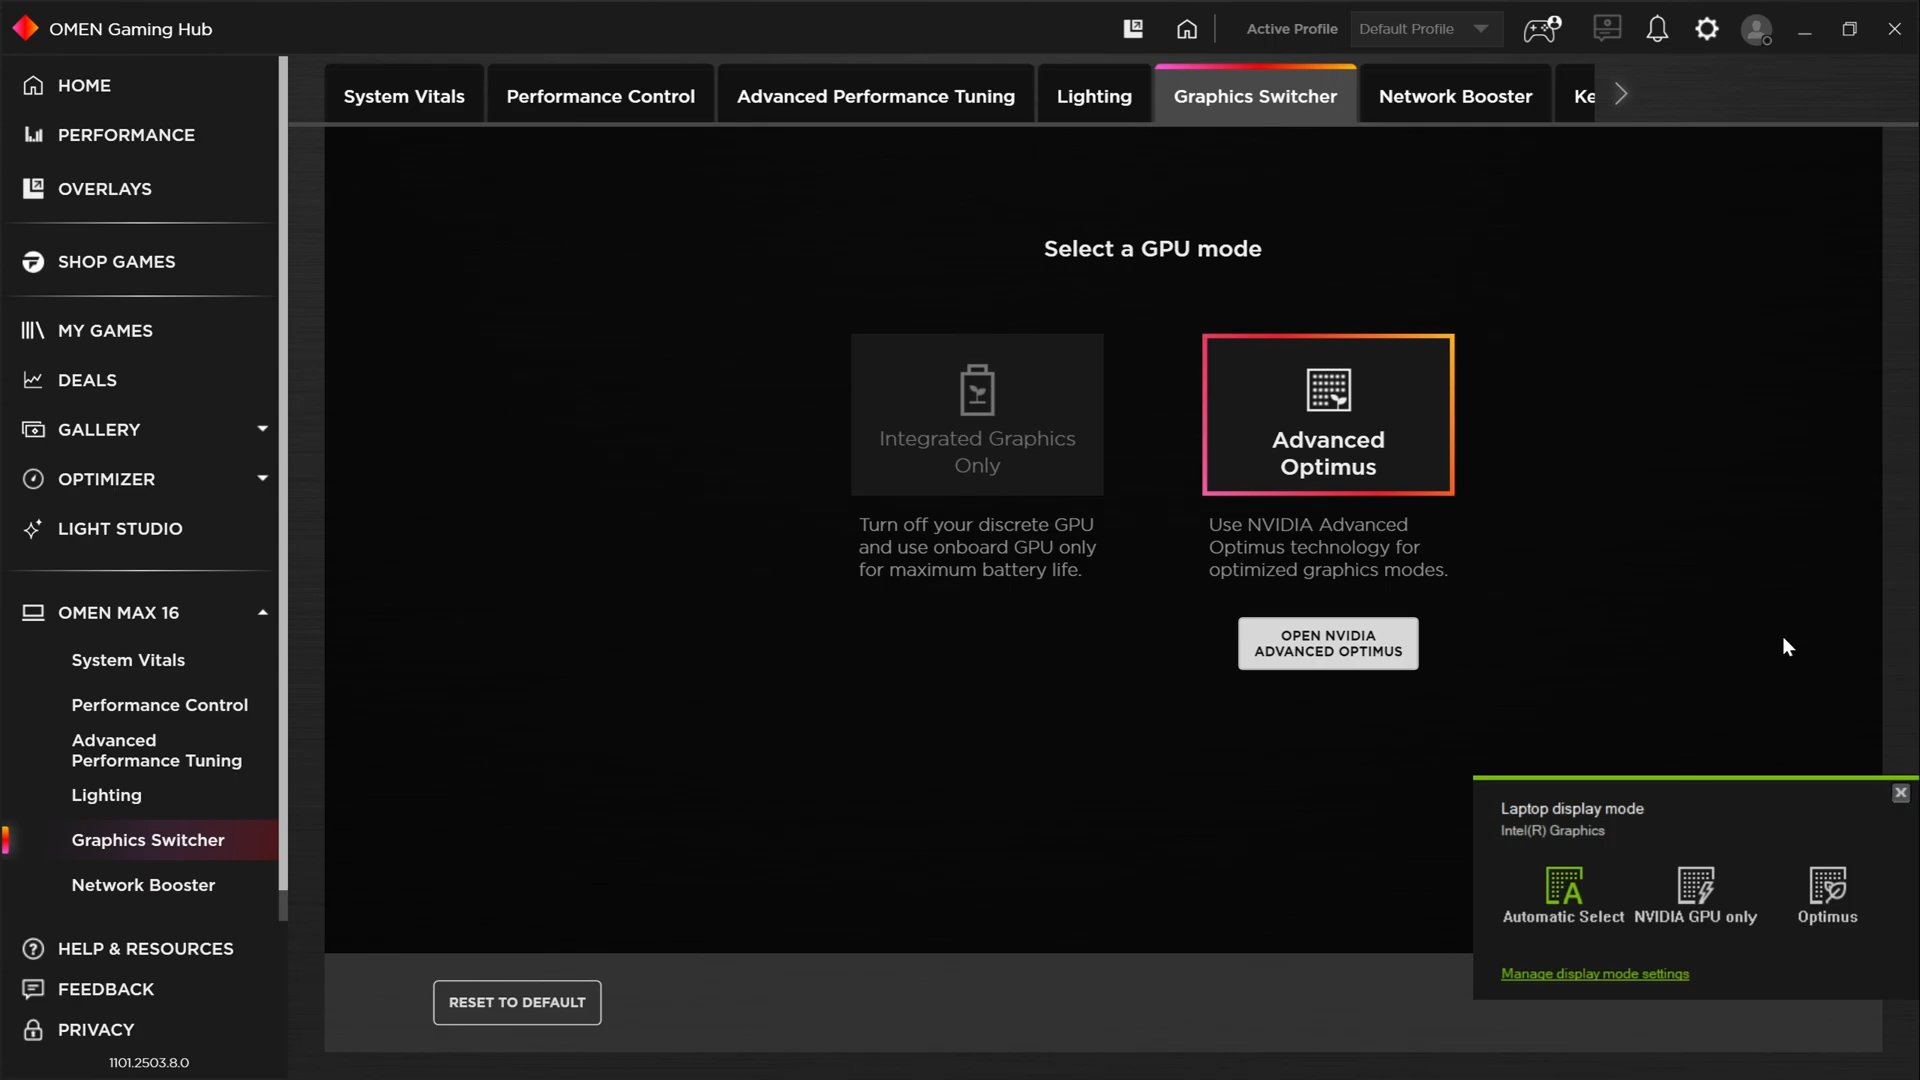 OMEN Gaming Hub
Active Profile
Default Profile
HOME
PERFORMANCE
OVERLAYS
SHOP GAMES
MY GAMES
DEALS
GALLERY
OPTIMIZER
LIGHT STUDIO
OMEN MAX 16
System Vitals
Performance Control
Advanced
Performance Tuning
Lighting
Graphics Switcher
Network Booster
HELP & RESOURCES
FEEDBACK
PRIVACY
1101.2503.8.0
System Vitals
Performance Control
Advanced Performance Tuning
Lighting
Graphics Switcher
Network Booster
Ke
Select a GPU mode
Integrated Graphics
Only
Turn off your discrete GPU
and use onboard GPU only
for maximum battery life.
Advanced
Optimus
Use NVIDIA Advanced
Optimus technology for
optimized graphics modes.
OPEN NVIDIA
ADVANCED OPTIMUS
RESET TO DEFAULT
Laptop display mode
Intel(R) Graphics
Automatic Select
NVIDIA GPU only
Optimus
Manage display mode settings